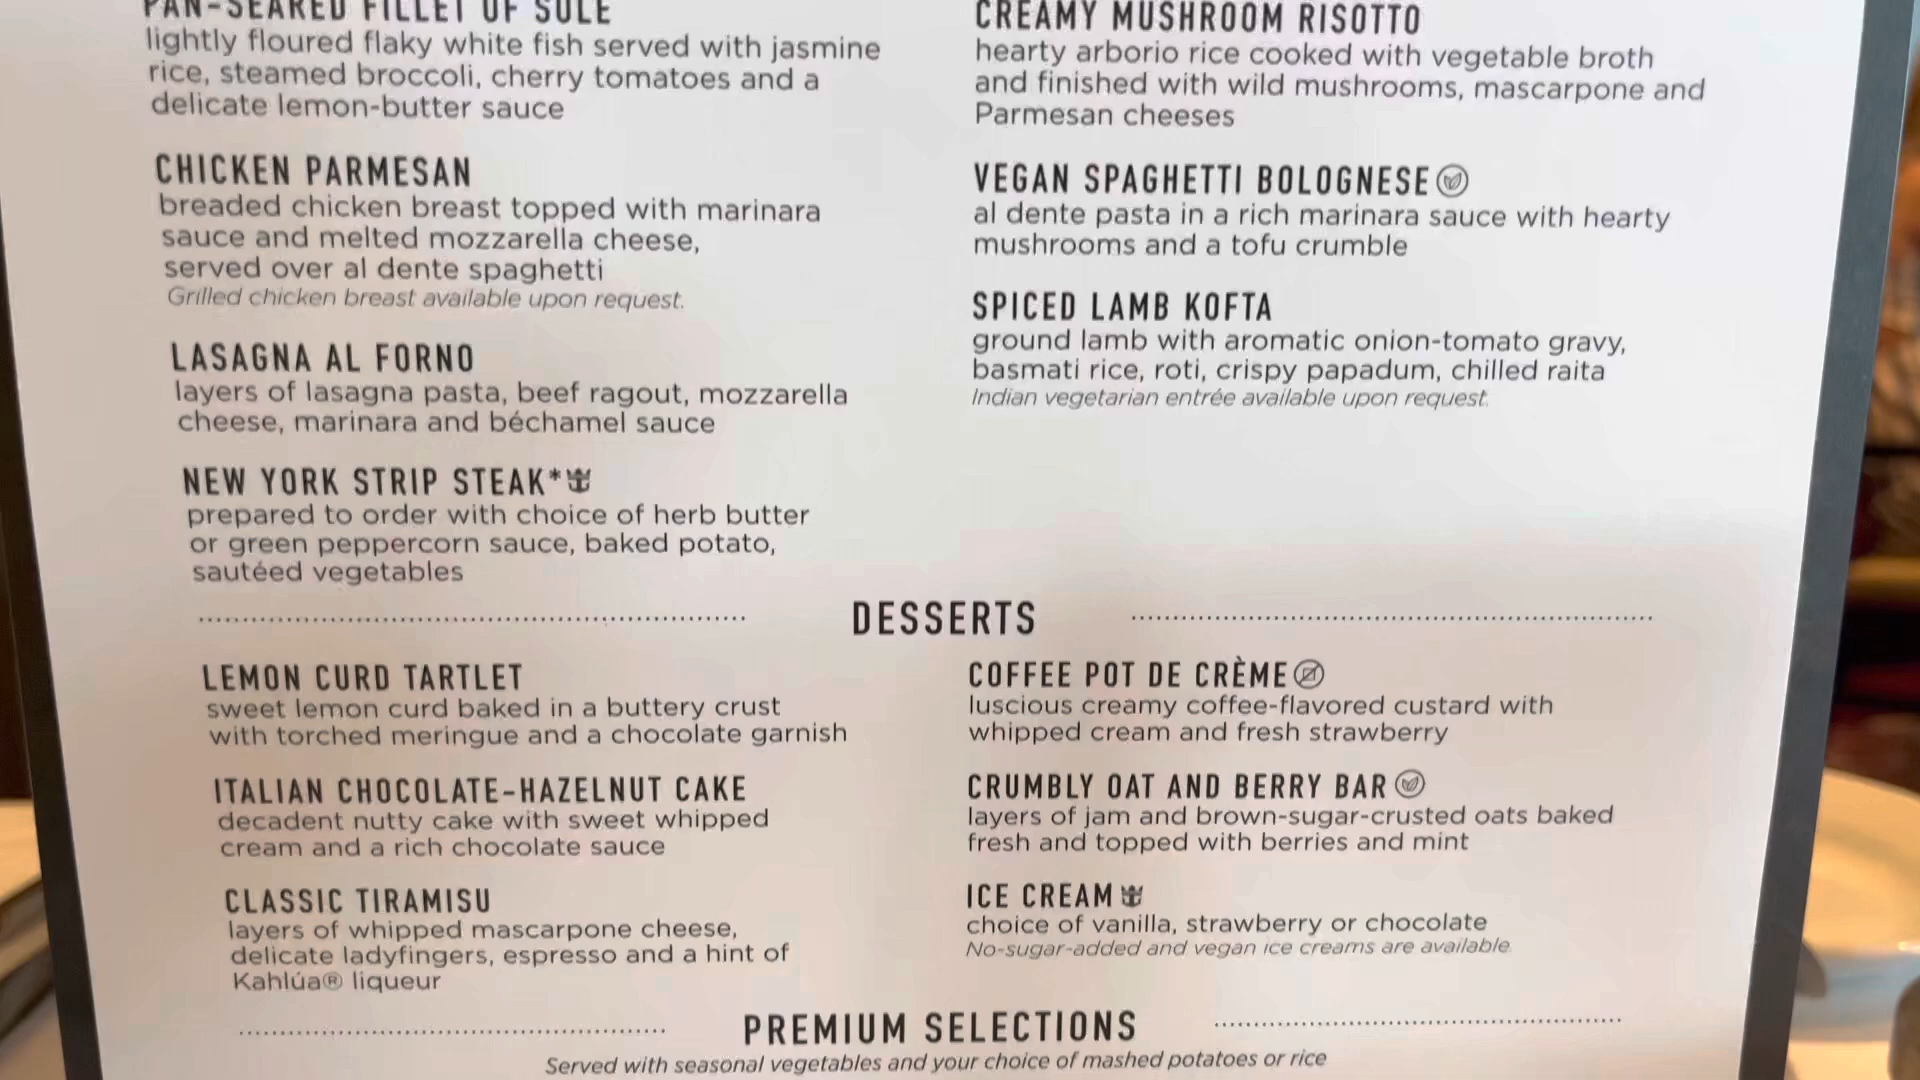 PAN-SEARED FILLET OF SOLE
lightly floured flaky white fish served with jasmine
rice, steamed broccoli, cherry tomatoes and a
delicate lemon-butter sauce
CHICKEN PARMESAN
breaded chicken breast topped with marinara
sauce and melted mozzarella cheese,
served over al dente spaghetti
Grilled chicken breast available upon request.
LASAGNA AL FORNO
layers of lasagna pasta, beef ragout, mozzarella
cheese, marinara and béchamel sauce
NEW YORK STRIP STEAK*
prepared to order with choice of herb butter
or green peppercorn sauce, baked potato,
sautéed vegetables
CREAMY MUSHROOM RISOTTO
hearty arborio rice cooked with vegetable broth
and finished with wild mushrooms, mascarpone and
Parmesan cheeses
VEGAN SPAGHETTI BOLOGNESE
al dente pasta in a rich marinara sauce with hearty
mushrooms and a tofu crumble
SPICED LAMB KOFTA
ground lamb with aromatic onion-tomato gravy,
basmati rice, roti, crispy papadum, chilled raita
Indian vegetarian entrée available upon request.
DESSERTS
LEMON CURD TARTLET
sweet lemon curd baked in a buttery crust
with torched meringue and a chocolate garnish
ITALIAN CHOCOLATE-HAZELNUT CAKE
decadent nutty cake with sweet whipped
cream and a rich chocolate sauce
CLASSIC TIRAMISU
layers of whipped mascarpone cheese,
delicate ladyfingers, espresso and a hint of
Kahlúa® liqueur
COFFEE POT DE CRÈME
luscious creamy coffee-flavored custard with
whipped cream and fresh strawberry
CRUMBLY OAT AND BERRY BAR
layers of jam and brown-sugar-crusted oats baked
fresh and topped with berries and mint
ICE CREAM
choice of vanilla, strawberry or chocolate
No-sugar-added and vegan ice creams are available
PREMIUM SELECTIONS
Served with seasonal vegetables and your choice of mashed potatoes or rice